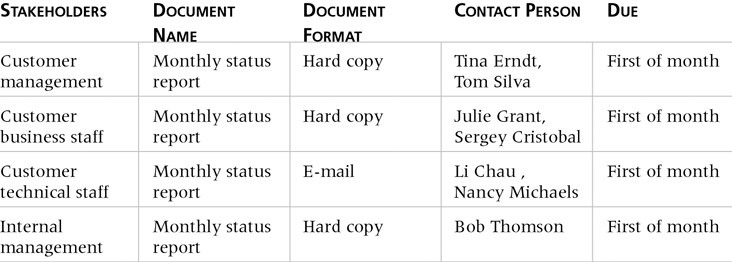 STAKEHOLDERS DOCUMENT NAME DOCUMENT FORMAT CONTACT PERSON DUE
Customer management Monthly status report Hard copy Tina Erndt, Tom Silva First of month
Customer business staff Monthly status report Hard copy Julie Grant, Sergey Cristobal First of month
Customer technical staff Monthly status report E-mail Li Chau , Nancy Michaels First of month
Internal management Monthly status report Hard copy Bob Thomson First of month